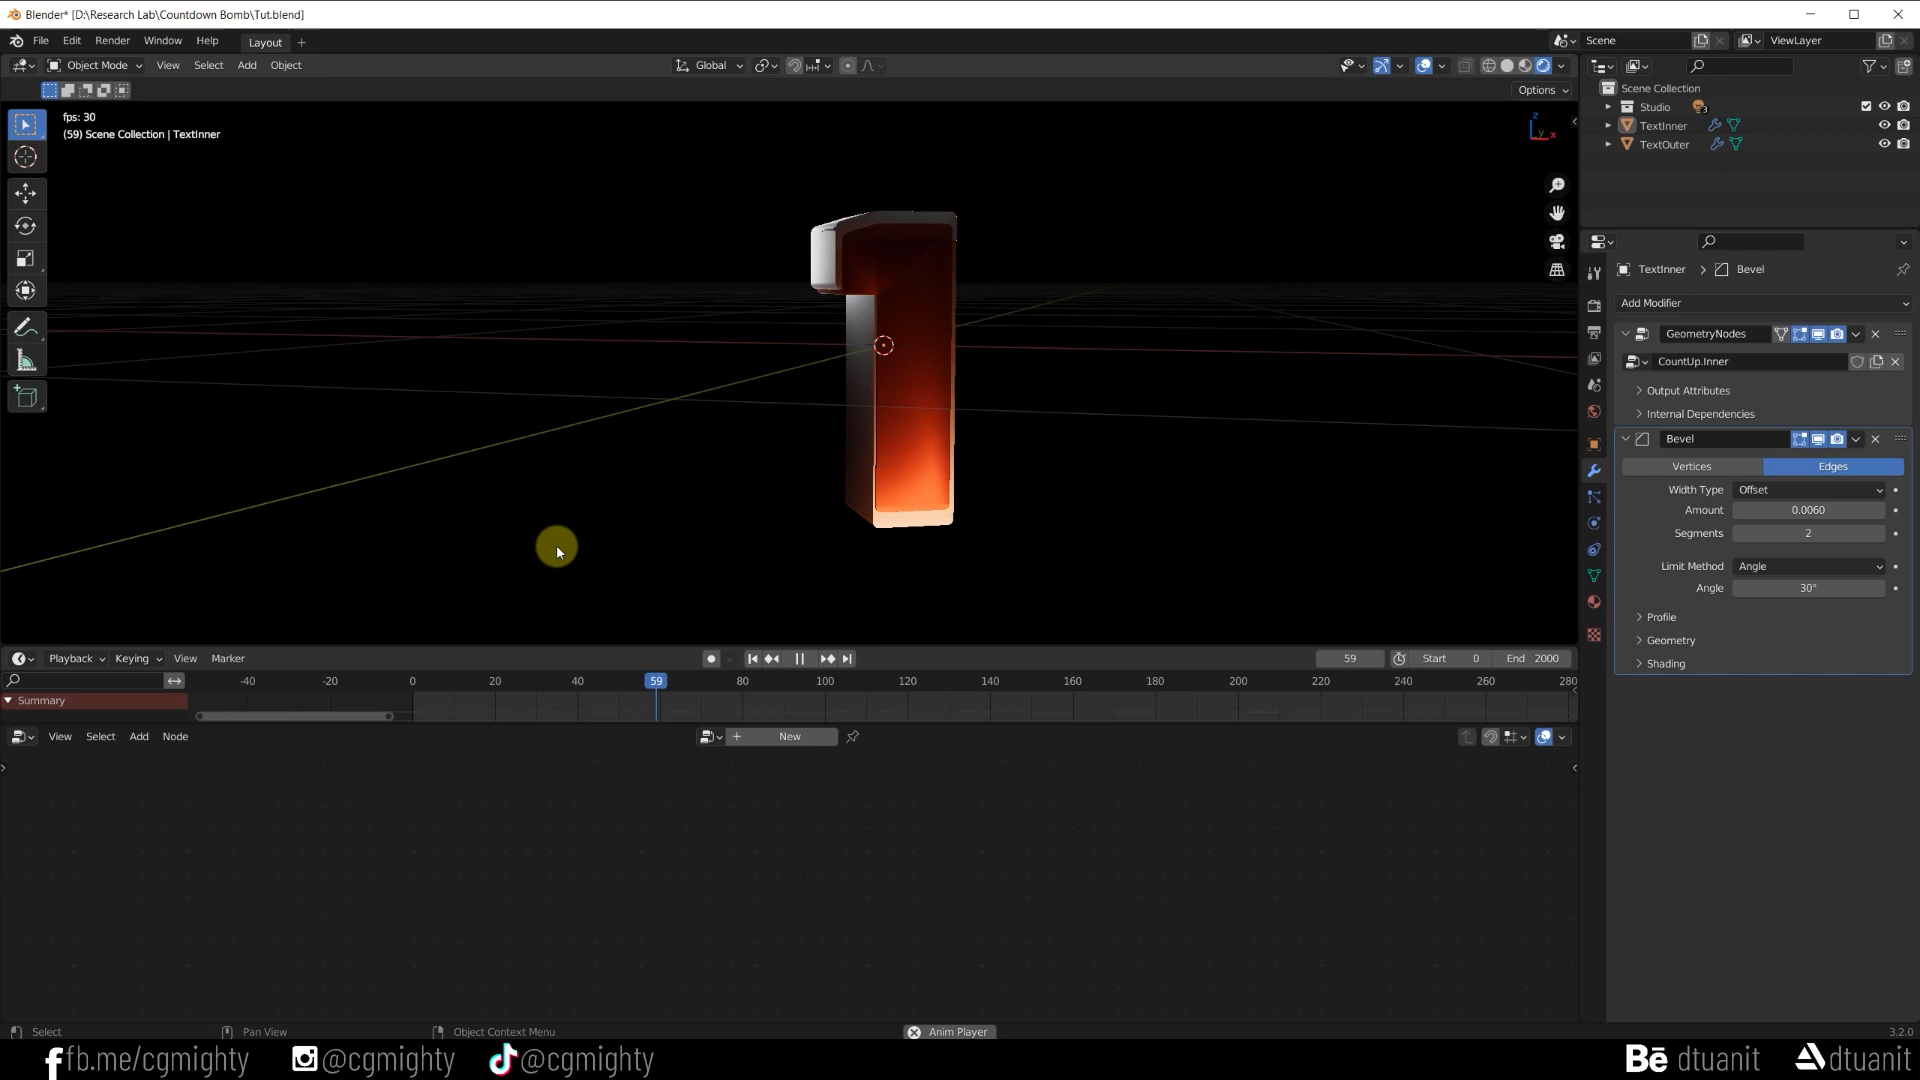 Blender* [D:\Research Lab\Countdown Bomb\Tut.blend]
File Edit Render Window Help Layout + Scene ViewLayer
Object Mode View Select Add Object Global
Options
fps: 30
(59) Scene Collection | TextInner
Z
Y X
Scene Collection
Studio 3
TextInner
TextOuter
TextInner > Bevel
Add Modifier
GeometryNodes
CountUp.Inner
Output Attributes
Internal Dependencies
Bevel
Vertices Edges
Width Type Offset
Amount 0.0060
Segments 2
Limit Method Angle
Angle 30°
Profile
Geometry
Shading
1
Playback Keying View Marker 59 Start 0 End 2000
-40 -20 0 20 40 59 80 100 120 140 160 180 200 220 240 260 280
Summary
View Select Add Node + New
Select Pan View Object Context Menu Anim Player 3.2.0
fb.me/cgmighty @cgmighty @cgmighty Bē dtuanit dtuanit